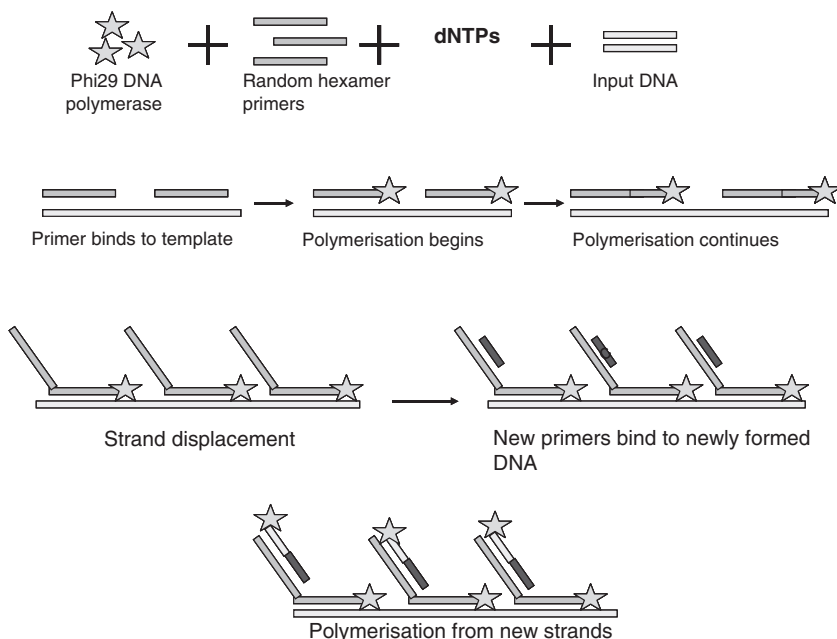 dNTPs
Phi29 DNA
polymerase
Random hexamer
primers
Input DNA
Primer binds to template
Polymerisation begins
Polymerisation continues
Strand displacement
New primers bind to newly formed
DNA
Polymerisation from new strands